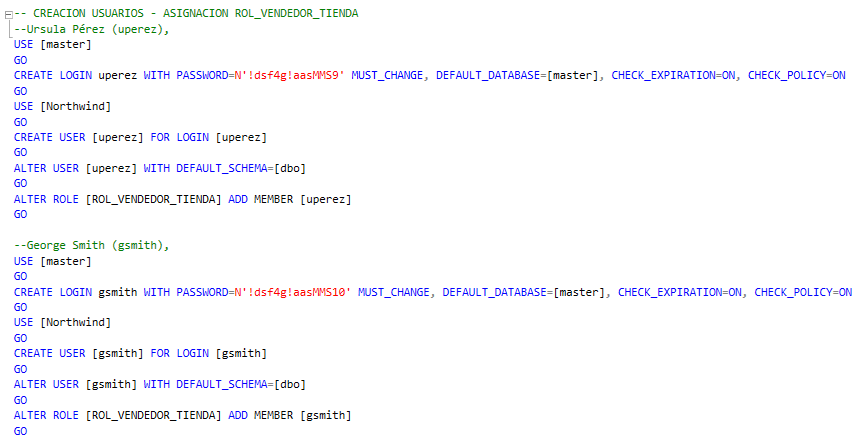 -- CREACION USUARIOS - ASIGNACION ROL_VENDEDOR_TIENDA
--Ursula Pérez (uperez),
USE [master]
GO
CREATE LOGIN uperez WITH PASSWORD=N'!dsf4g!aasMMS9' MUST_CHANGE, DEFAULT_DATABASE=[master], CHECK_EXPIRATION=ON, CHECK_POLICY=ON
GO
USE [Northwind]
GO
CREATE USER [uperez] FOR LOGIN [uperez]
GO
ALTER USER [uperez] WITH DEFAULT_SCHEMA=[dbo]
GO
ALTER ROLE [ROL_VENDEDOR_TIENDA] ADD MEMBER [uperez]
GO

--George Smith (gsmith),
USE [master]
GO
CREATE LOGIN gsmith WITH PASSWORD=N'!dsf4g!aasMMS10' MUST_CHANGE, DEFAULT_DATABASE=[master], CHECK_EXPIRATION=ON, CHECK_POLICY=ON
GO
USE [Northwind]
GO
CREATE USER [gsmith] FOR LOGIN [gsmith]
GO
ALTER USER [gsmith] WITH DEFAULT_SCHEMA=[dbo]
GO
ALTER ROLE [ROL_VENDEDOR_TIENDA] ADD MEMBER [gsmith]
GO